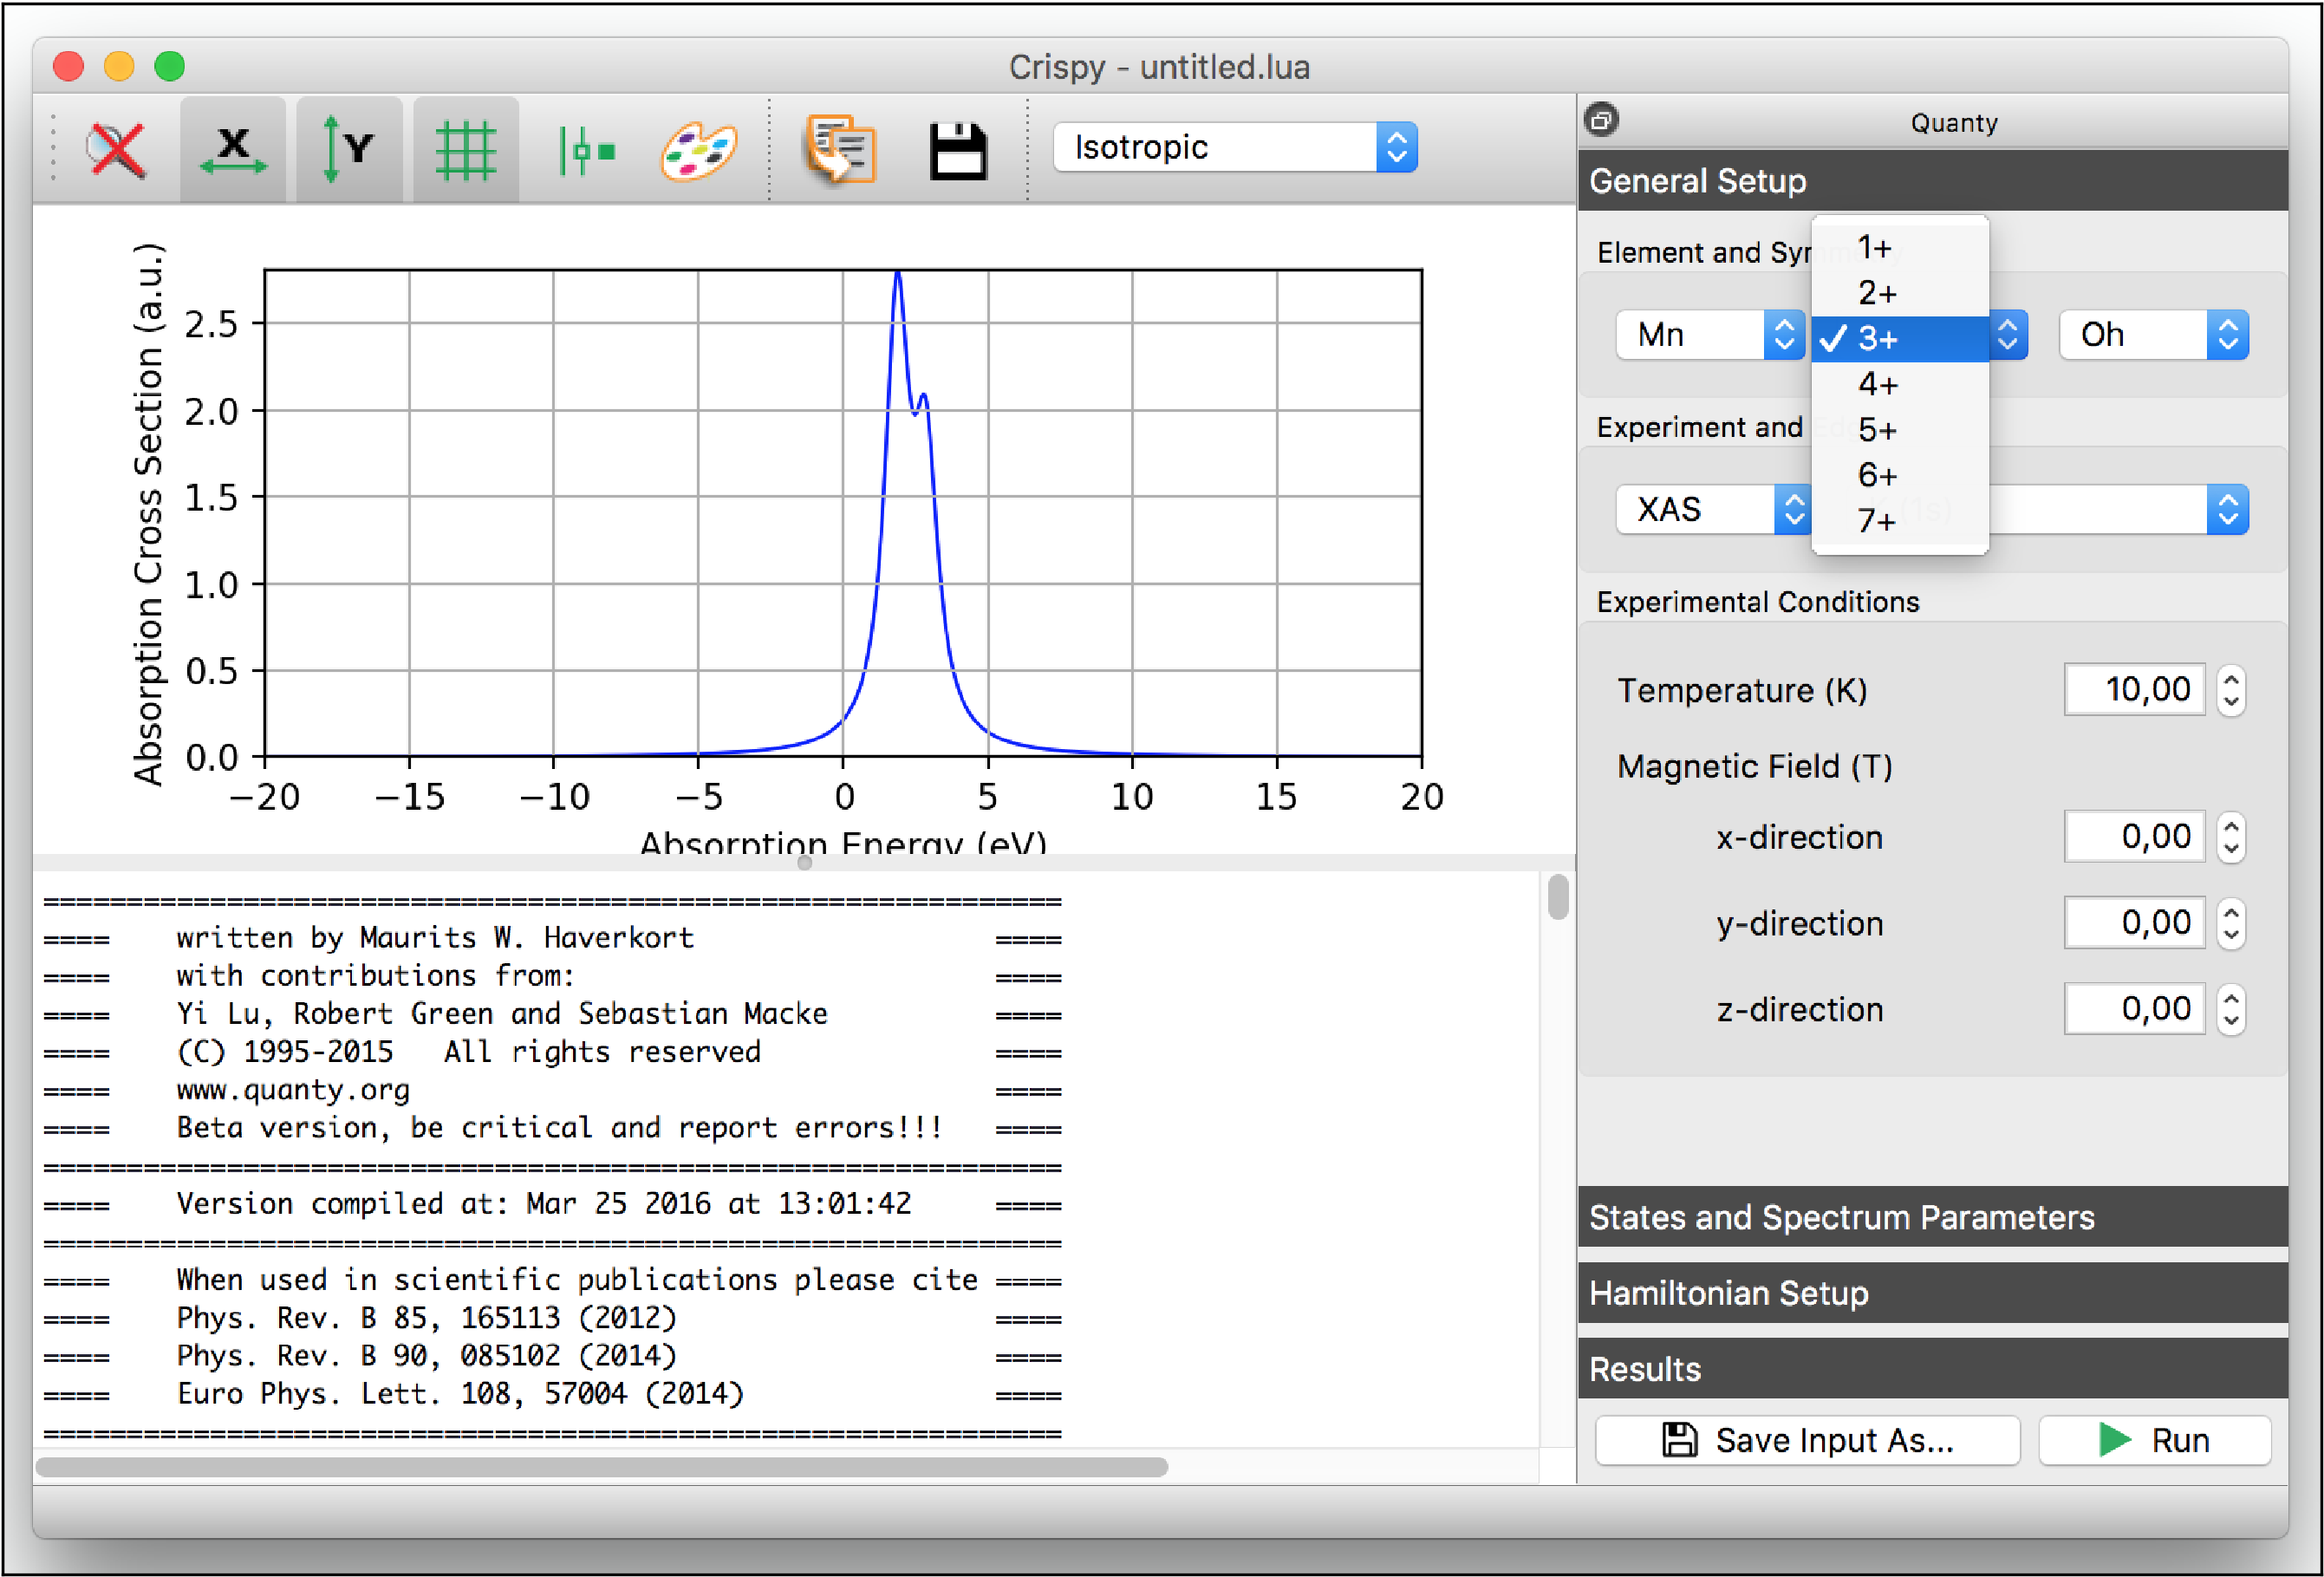 Crispy - untitled.lua
X
Y
Isotropic
Absorption Cross Section (a.u.)
2.5
2.0
1.5
1.0
0.5
0.0
−20 −15 −10 −5 0 5 10 15 20
Absorption Energy (eV)
=============================================================
==== written by Maurits W. Haverkort ====
==== with contributions from: ====
==== Yi Lu, Robert Green and Sebastian Macke ====
==== (C) 1995-2015 All rights reserved ====
==== www.quanty.org ====
==== Beta version, be critical and report errors!!! ====
=============================================================
==== Version compiled at: Mar 25 2016 at 13:01:42 ====
=============================================================
==== When used in scientific publications please cite ====
==== Phys. Rev. B 85, 165113 (2012) ====
==== Phys. Rev. B 90, 085102 (2014) ====
==== Euro Phys. Lett. 108, 57004 (2014) ====
=============================================================
Quanty
General Setup
Element and Symmetry
Mn
1+
2+
✓ 3+
4+
5+
6+
7+
Oh
Experiment and Edge
XAS
K (1s)
Experimental Conditions
Temperature (K) 10,00
Magnetic Field (T)
x-direction 0,00
y-direction 0,00
z-direction 0,00
States and Spectrum Parameters
Hamiltonian Setup
Results
Save Input As...
Run